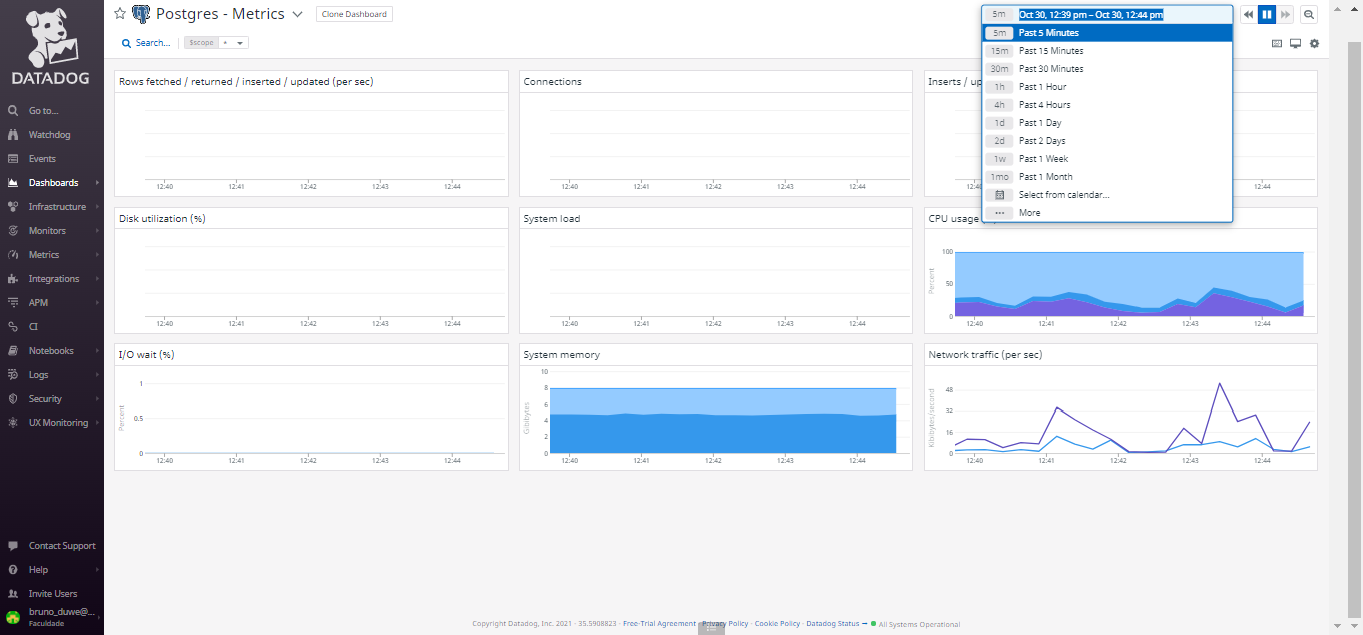 DATADOG
Go to...
Watchdog
Events
Dashboards
Infrastructure
Monitors
Metrics
Integrations
APM
CI
Notebooks
Logs
Security
UX Monitoring
Contact Support
Help
Invite Users
bruno_duwe@...
Faculdade
Postgres - Metrics
Clone Dashboard
Search...
$scope
*
5m Oct 30, 12:39 pm – Oct 30, 12:44 pm
5m Past 5 Minutes
15m Past 15 Minutes
30m Past 30 Minutes
1h Past 1 Hour
4h Past 4 Hours
1d Past 1 Day
2d Past 2 Days
1w Past 1 Week
1mo Past 1 Month
Select from calendar...
More
Rows fetched / returned / inserted / updated (per sec)
12:40 12:41 12:42 12:43 12:44
Connections
12:40 12:41 12:42 12:43 12:44
Inserts / up
12:40
12:44
Disk utilization (%)
12:40 12:41 12:42 12:43 12:44
System load
12:40 12:41 12:42 12:43 12:44
CPU usage
Percent
100
50
0
12:40 12:41 12:42 12:43 12:44
I/O wait (%)
Percent
1
0.5
0
12:40 12:41 12:42 12:43 12:44
System memory
Gibibytes
10
8
6
4
2
0
12:40 12:41 12:42 12:43 12:44
Network traffic (per sec)
Kibibytes/second
48
32
16
0
12:40 12:41 12:42 12:43 12:44
Copyright Datadog, Inc. 2021 · 35.5908823 · Free-Trial Agreement · Privacy Policy · Cookie Policy · Datadog Status → All Systems Operational